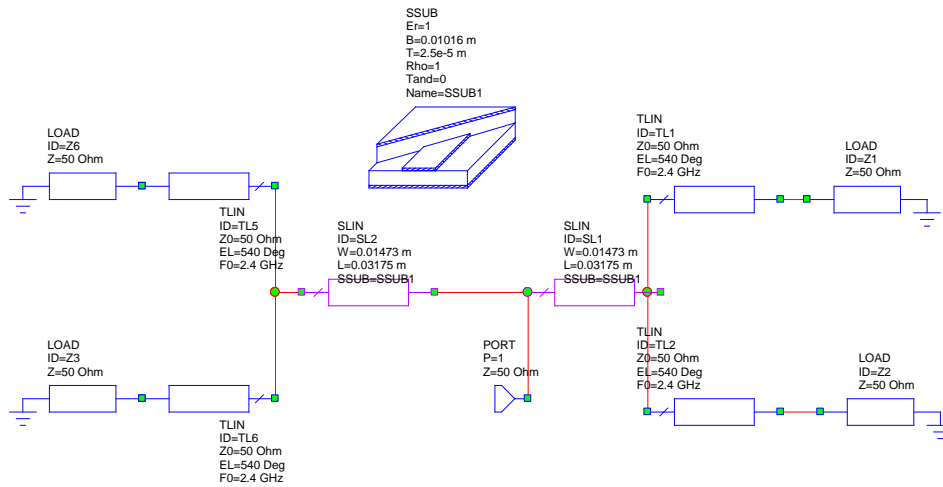 SSUB
Er=1
B=0.01016 m
T=2.5e-5 m
Rho=1
Tand=0
Name=SSUB1
LOAD
ID=Z6
Z=50 Ohm
TLIN
ID=TL5
Z0=50 Ohm
EL=540 Deg
F0=2.4 GHz
SLIN
ID=SL2
W=0.01473 m
L=0.03175 m
SSUB=SSUB1
SLIN
ID=SL1
W=0.01473 m
L=0.03175 m
SSUB=SSUB1
TLIN
ID=TL1
Z0=50 Ohm
EL=540 Deg
F0=2.4 GHz
LOAD
ID=Z1
Z=50 Ohm
LOAD
ID=Z3
Z=50 Ohm
TLIN
ID=TL6
Z0=50 Ohm
EL=540 Deg
F0=2.4 GHz
PORT
P=1
Z=50 Ohm
TLIN
ID=TL2
Z0=50 Ohm
EL=540 Deg
F0=2.4 GHz
LOAD
ID=Z2
Z=50 Ohm